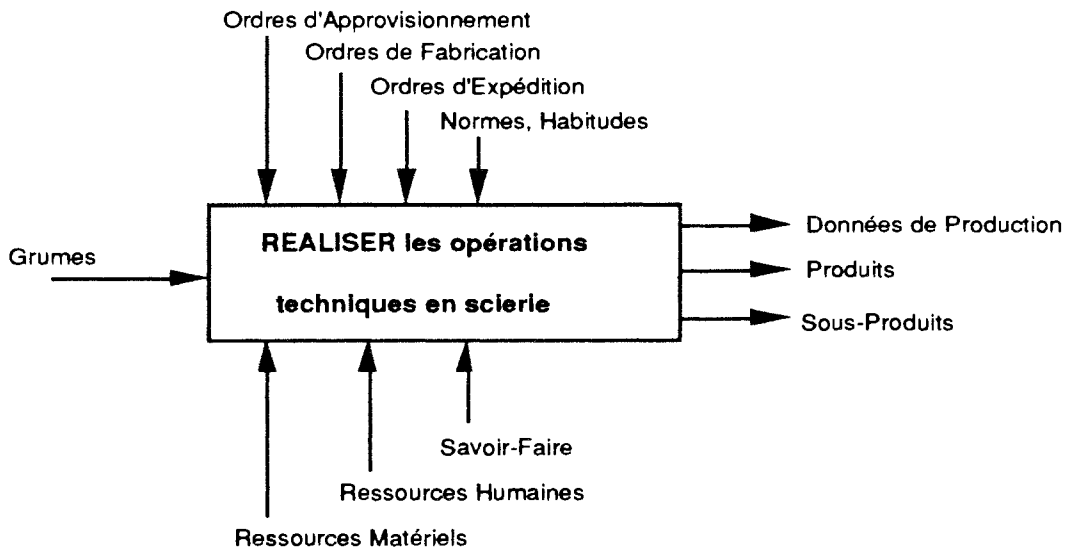 Ordres d'Approvisionnement
Ordres de Fabrication
Ordres d'Expédition
Normes, Habitudes
REALISER les opérations
techniques en scierie
Grumes
Données de Production
Produits
Sous-Produits
Savoir-Faire
Ressources Humaines
Ressources Matériels